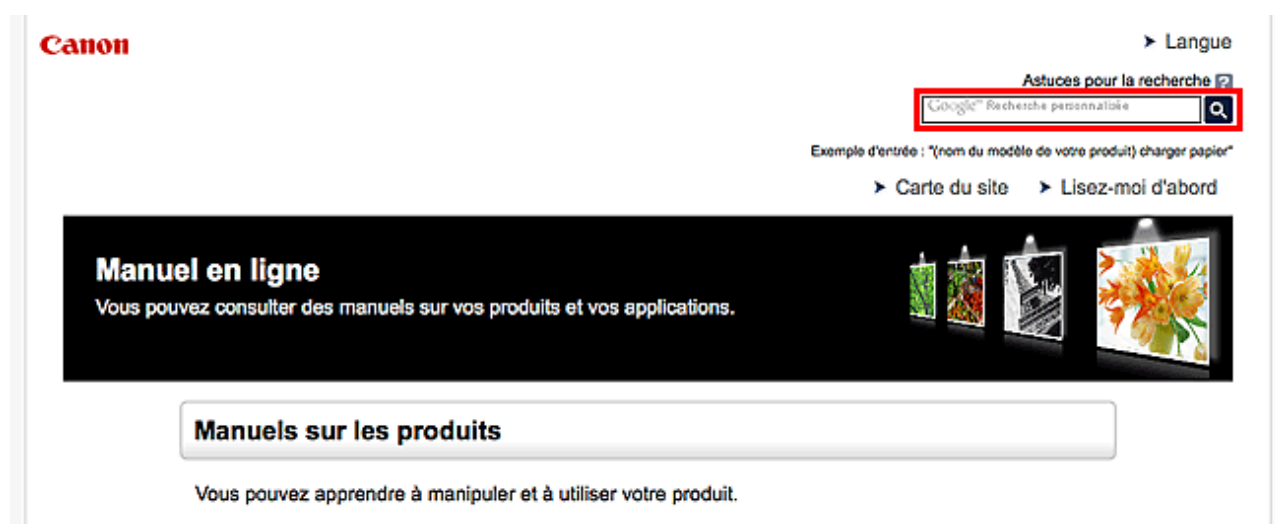 Canon
Langue
Astuces pour la recherche ?
Google™ Recherche personnalisée
Exemple d'entrée : "(nom du modèle de votre produit) charger papier"
Carte du site Lisez-moi d'abord
Manuel en ligne
Vous pouvez consulter des manuels sur vos produits et vos applications.
Manuels sur les produits
Vous pouvez apprendre à manipuler et à utiliser votre produit.